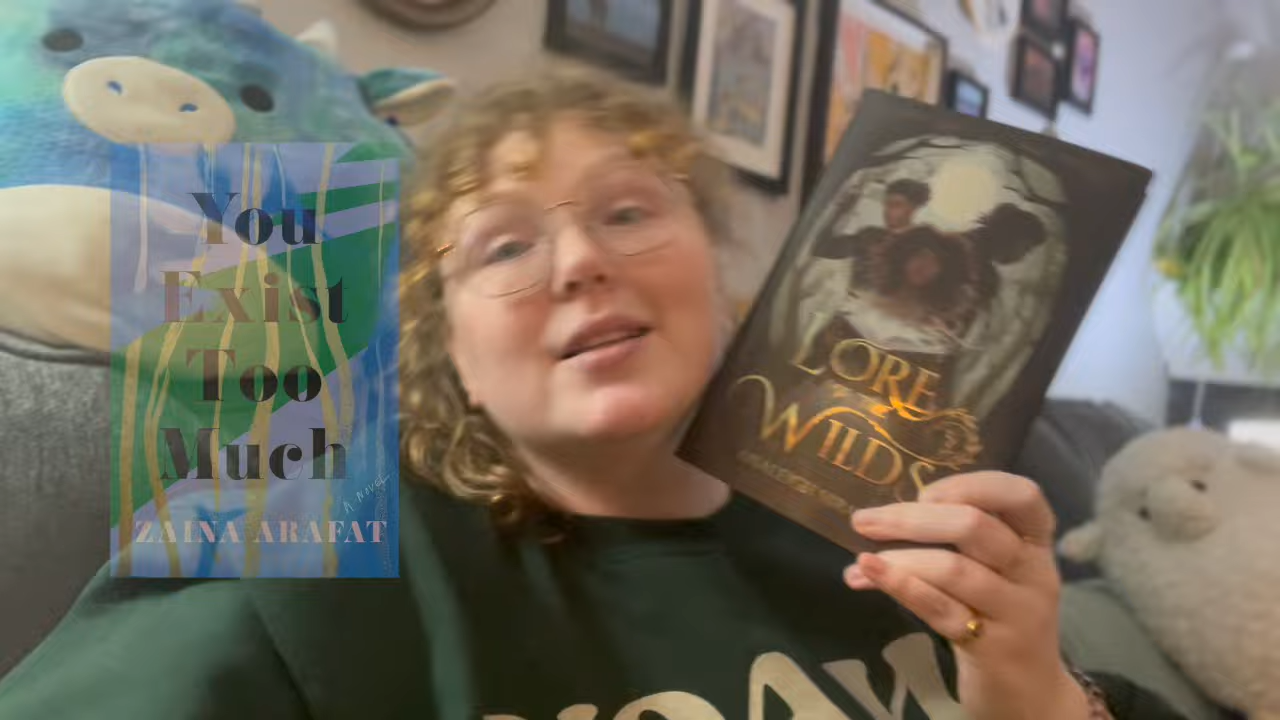 You
Exist
Too
Much
A NOVEL
ZAINA ARAFAT
LORE
WILDS